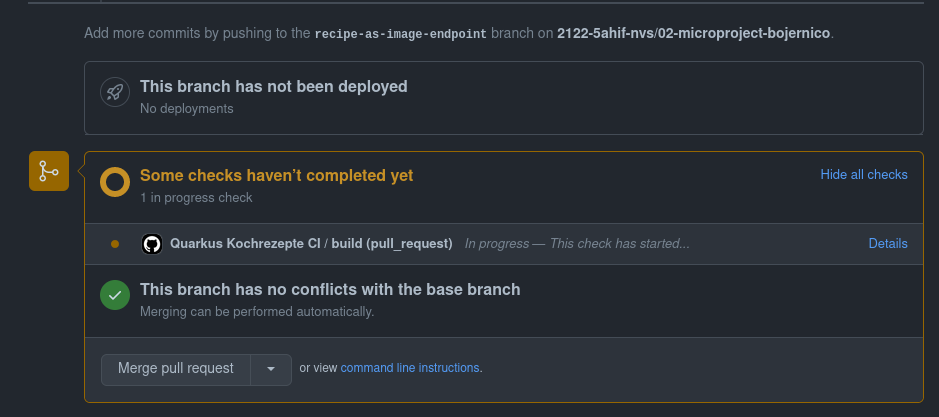 Add more commits by pushing to the recipe-as-image-endpoint branch on 2122-5ahif-nvs/02-microproject-bojernico.
This branch has not been deployed
No deployments
Some checks haven’t completed yet
Hide all checks
1 in progress check
Quarkus Kochrezepte CI / build (pull_request) In progress — This check has started...
Details
This branch has no conflicts with the base branch
Merging can be performed automatically.
Merge pull request
or view command line instructions.